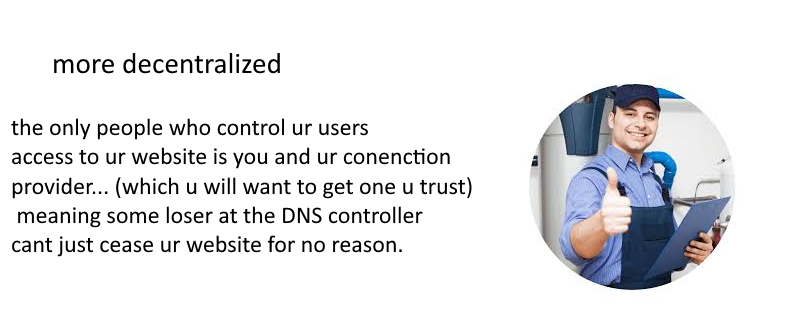 more decentralized
the only people who control ur users
access to ur website is you and ur conenction
provider... (which u will want to get one u trust)
meaning some loser at the DNS controller
cant just cease ur website for no reason.